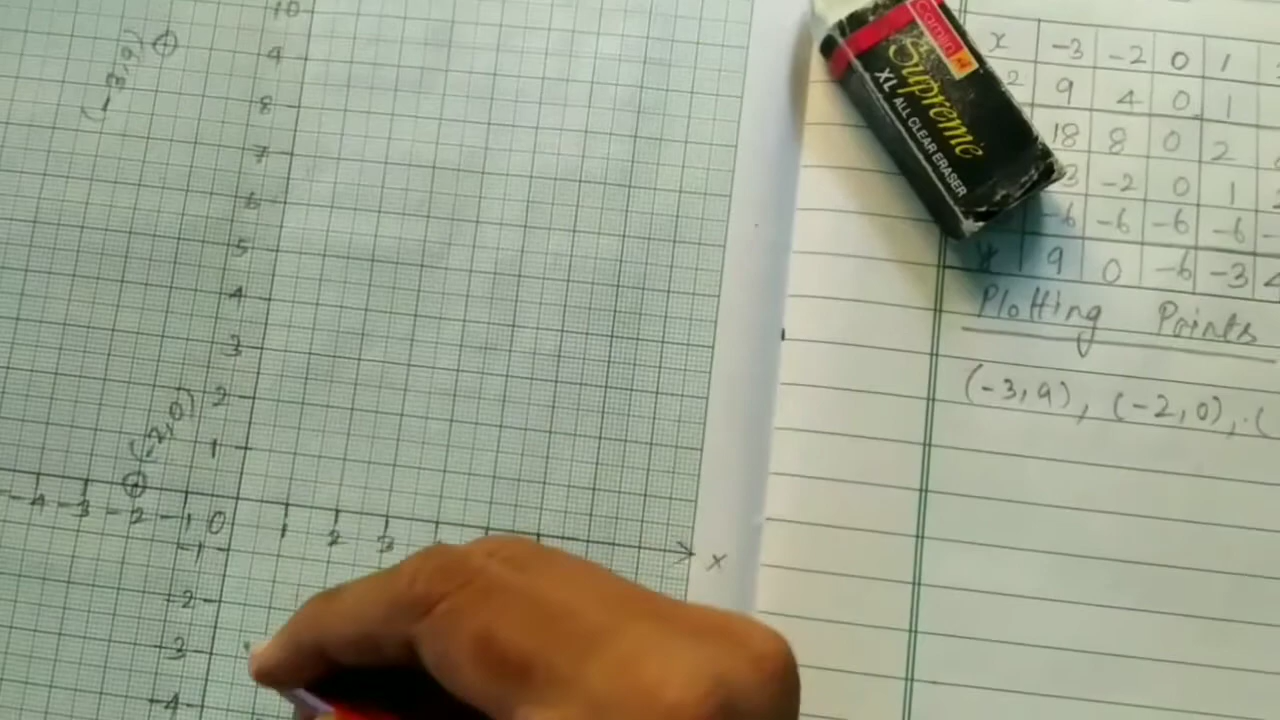 10
(-3,9)
9
8
7
6
5
4
3
2
1
(-2,0)
-4 -3 -2 -1 0 1 2 3
x
-1
-2
-3
-4
Camlin
Supreme
XL ALL CLEAR ERASER
x -3 -2 0 1
2 9 4 0 1
18 8 0 2
-3 -2 0 1
-6 -6 -6 -6
y 9 0 -6 -3
Plotting Points
(-3,9), (-2,0), (